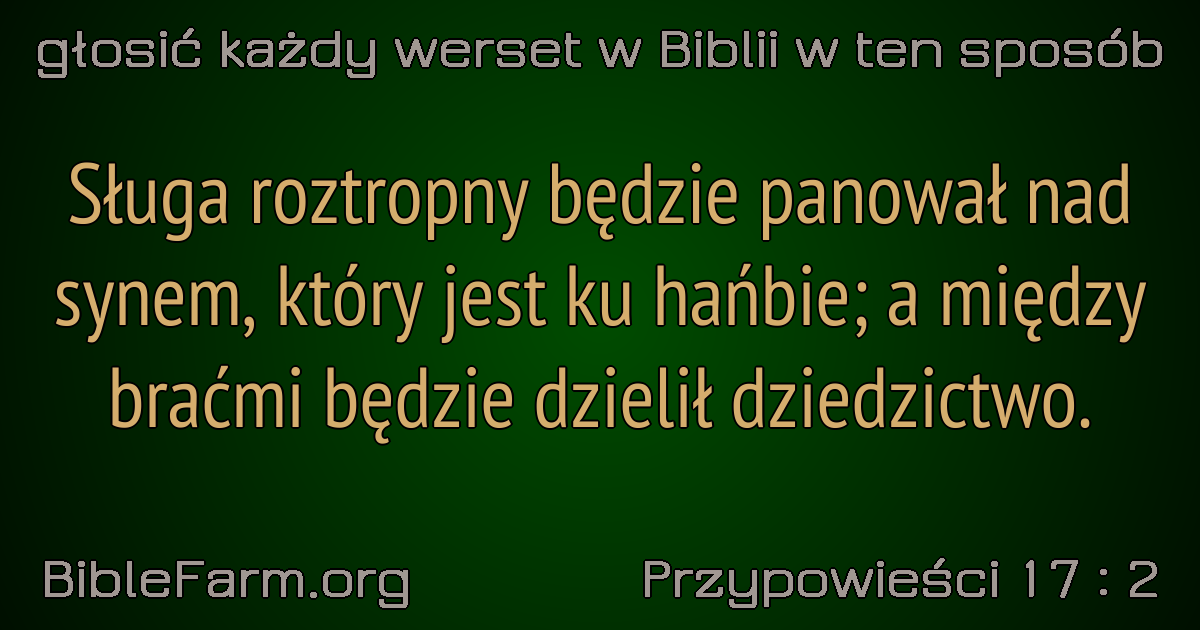 głosić każdy werset w Biblii w ten sposób
Sługa roztropny będzie panował nad
synem, który jest ku hańbie; a między
braćmi będzie dzielił dziedzictwo.
BibleFarm.org
Przypowieści 17 : 2